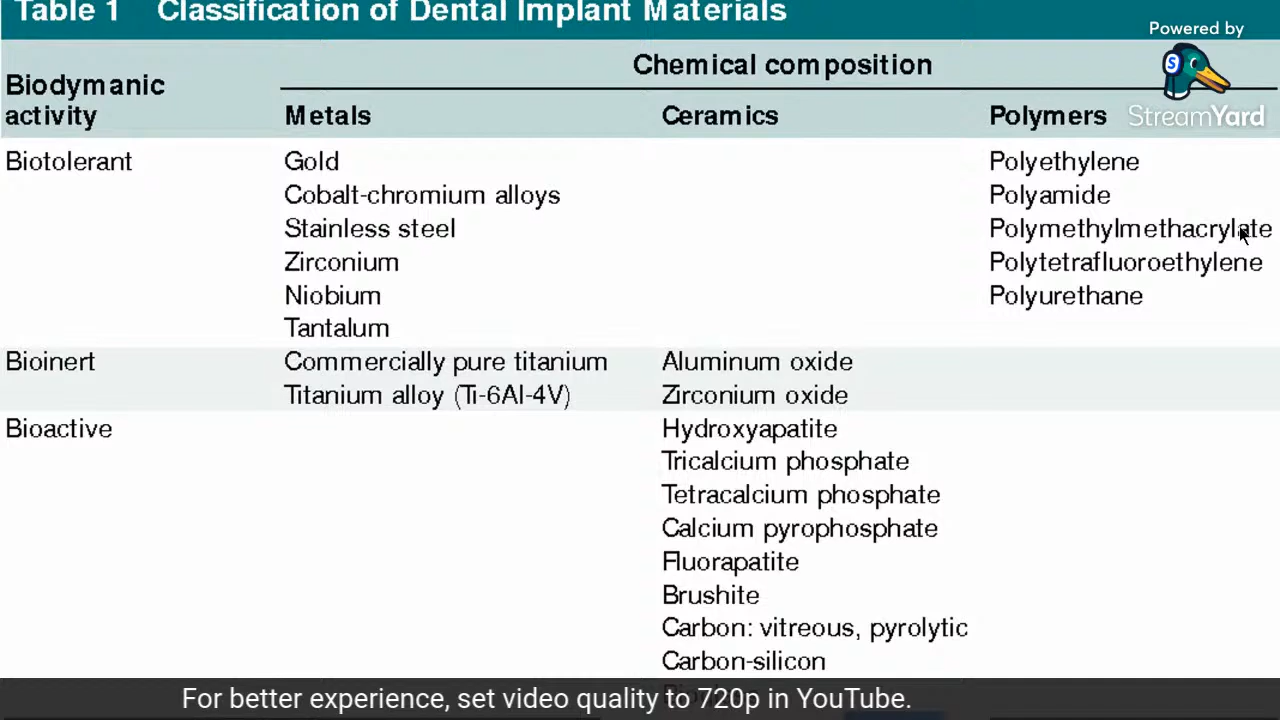 Table 1 Classification of Dental Implant Materials
Powered by
StreamYard
Chemical composition
Biodymanic
activity Metals Ceramics Polymers
Biotolerant Gold Polyethylene
Cobalt-chromium alloys Polyamide
Stainless steel Polymethylmethacrylate
Zirconium Polytetrafluoroethylene
Niobium Polyurethane
Tantalum
Bioinert Commercially pure titanium Aluminum oxide
Titanium alloy (Ti-6Al-4V) Zirconium oxide
Bioactive Hydroxyapatite
Tricalcium phosphate
Tetracalcium phosphate
Calcium pyrophosphate
Fluorapatite
Brushite
Carbon: vitreous, pyrolytic
Carbon-silicon
For better experience, set video quality to 720p in YouTube.